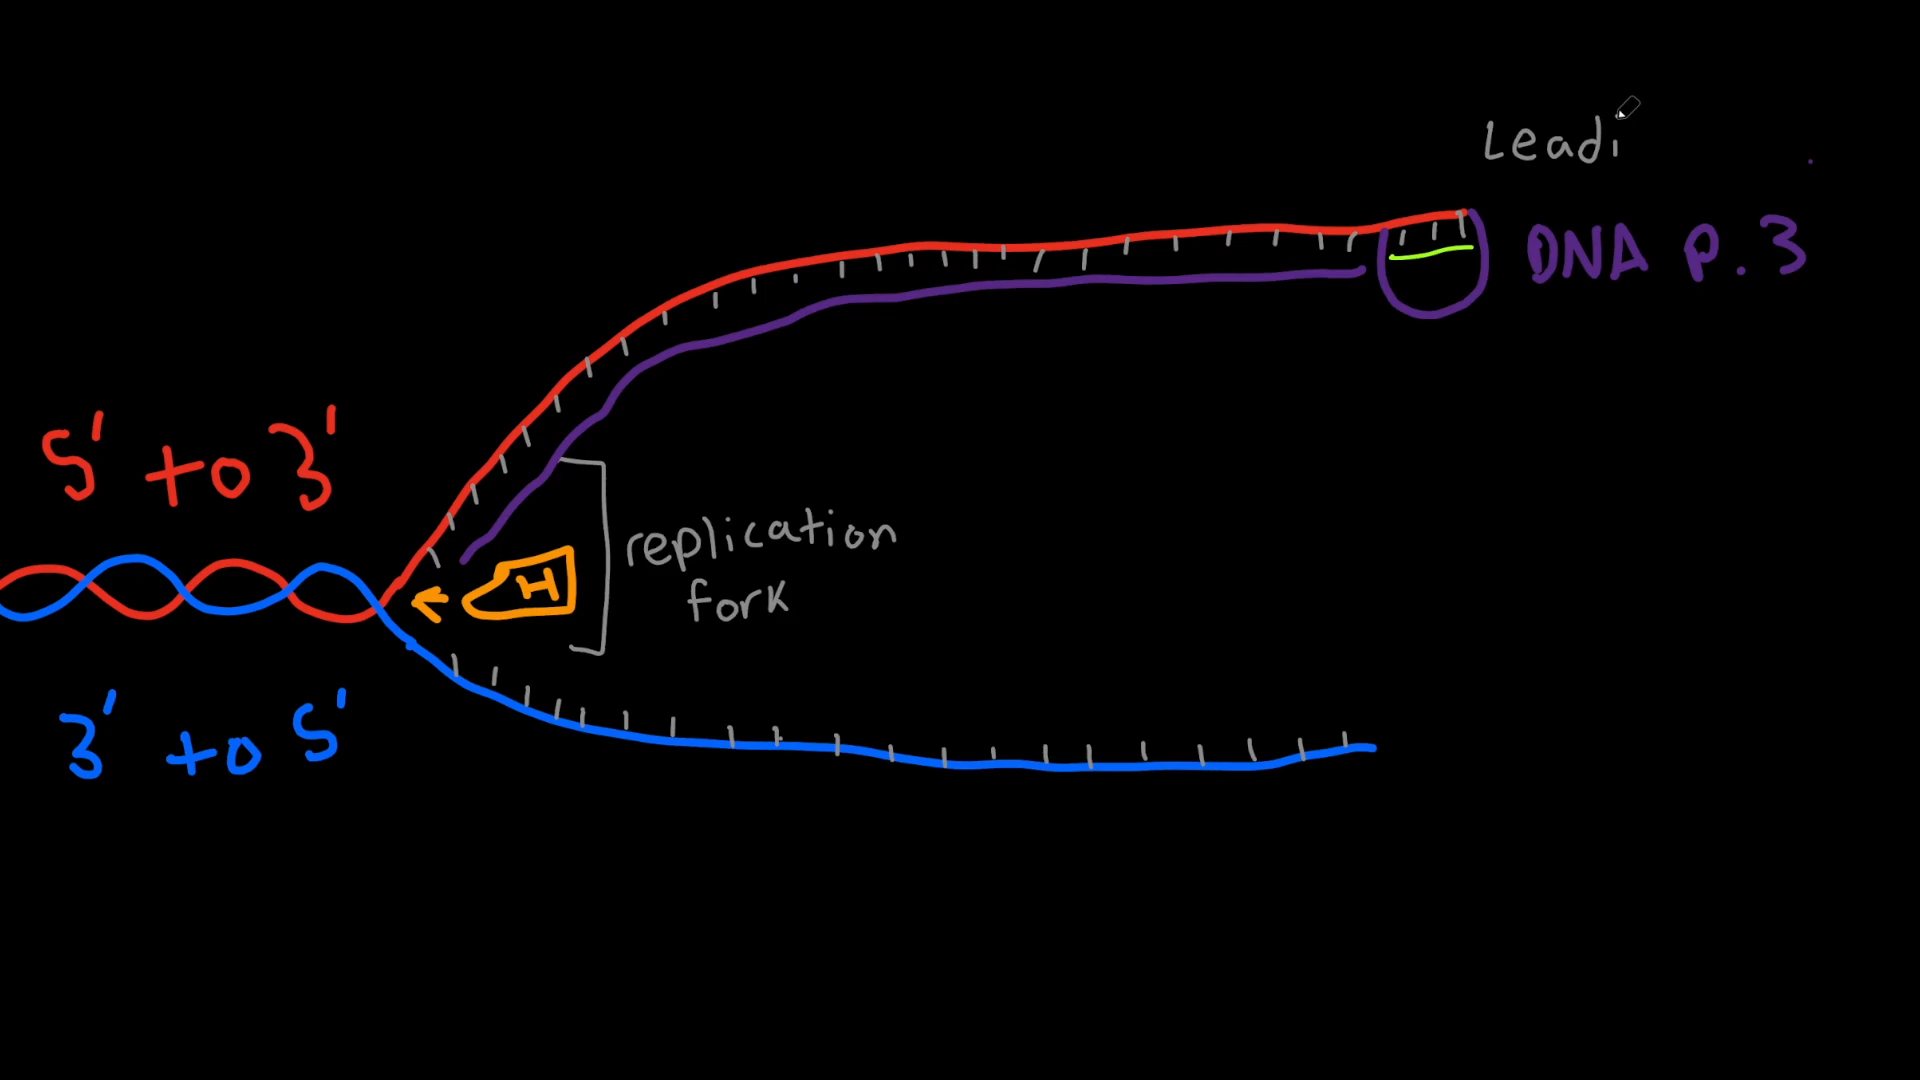 Leadi
DNA p. 3
5' to 3'
replication
fork
H
3' to 5'